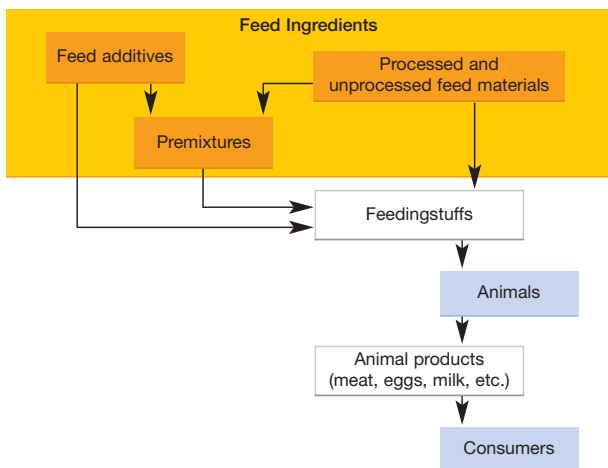 Feed Ingredients
Feed additives
Processed and
unprocessed feed materials
Premixtures
Feedingstuffs
Animals
Animal products
(meat, eggs, milk, etc.)
Consumers